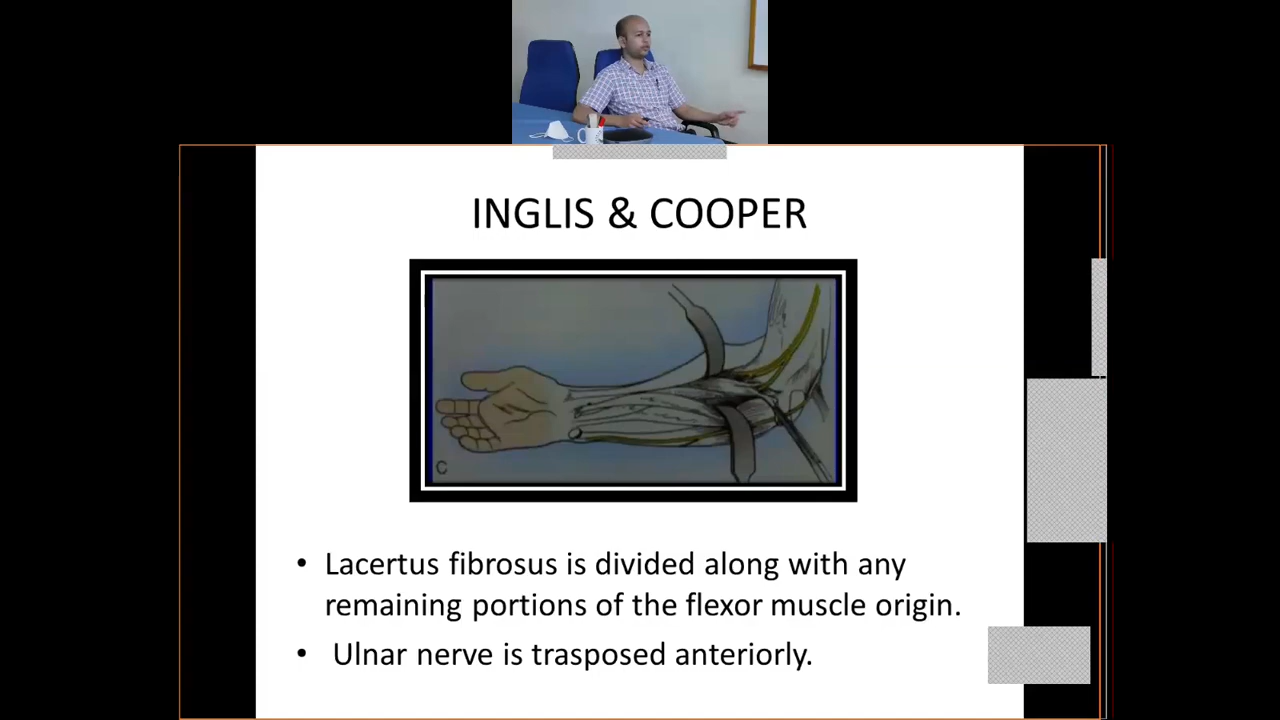 INGLIS & COOPER
C
• Lacertus fibrosus is divided along with any
remaining portions of the flexor muscle origin.
• Ulnar nerve is trasposed anteriorly.